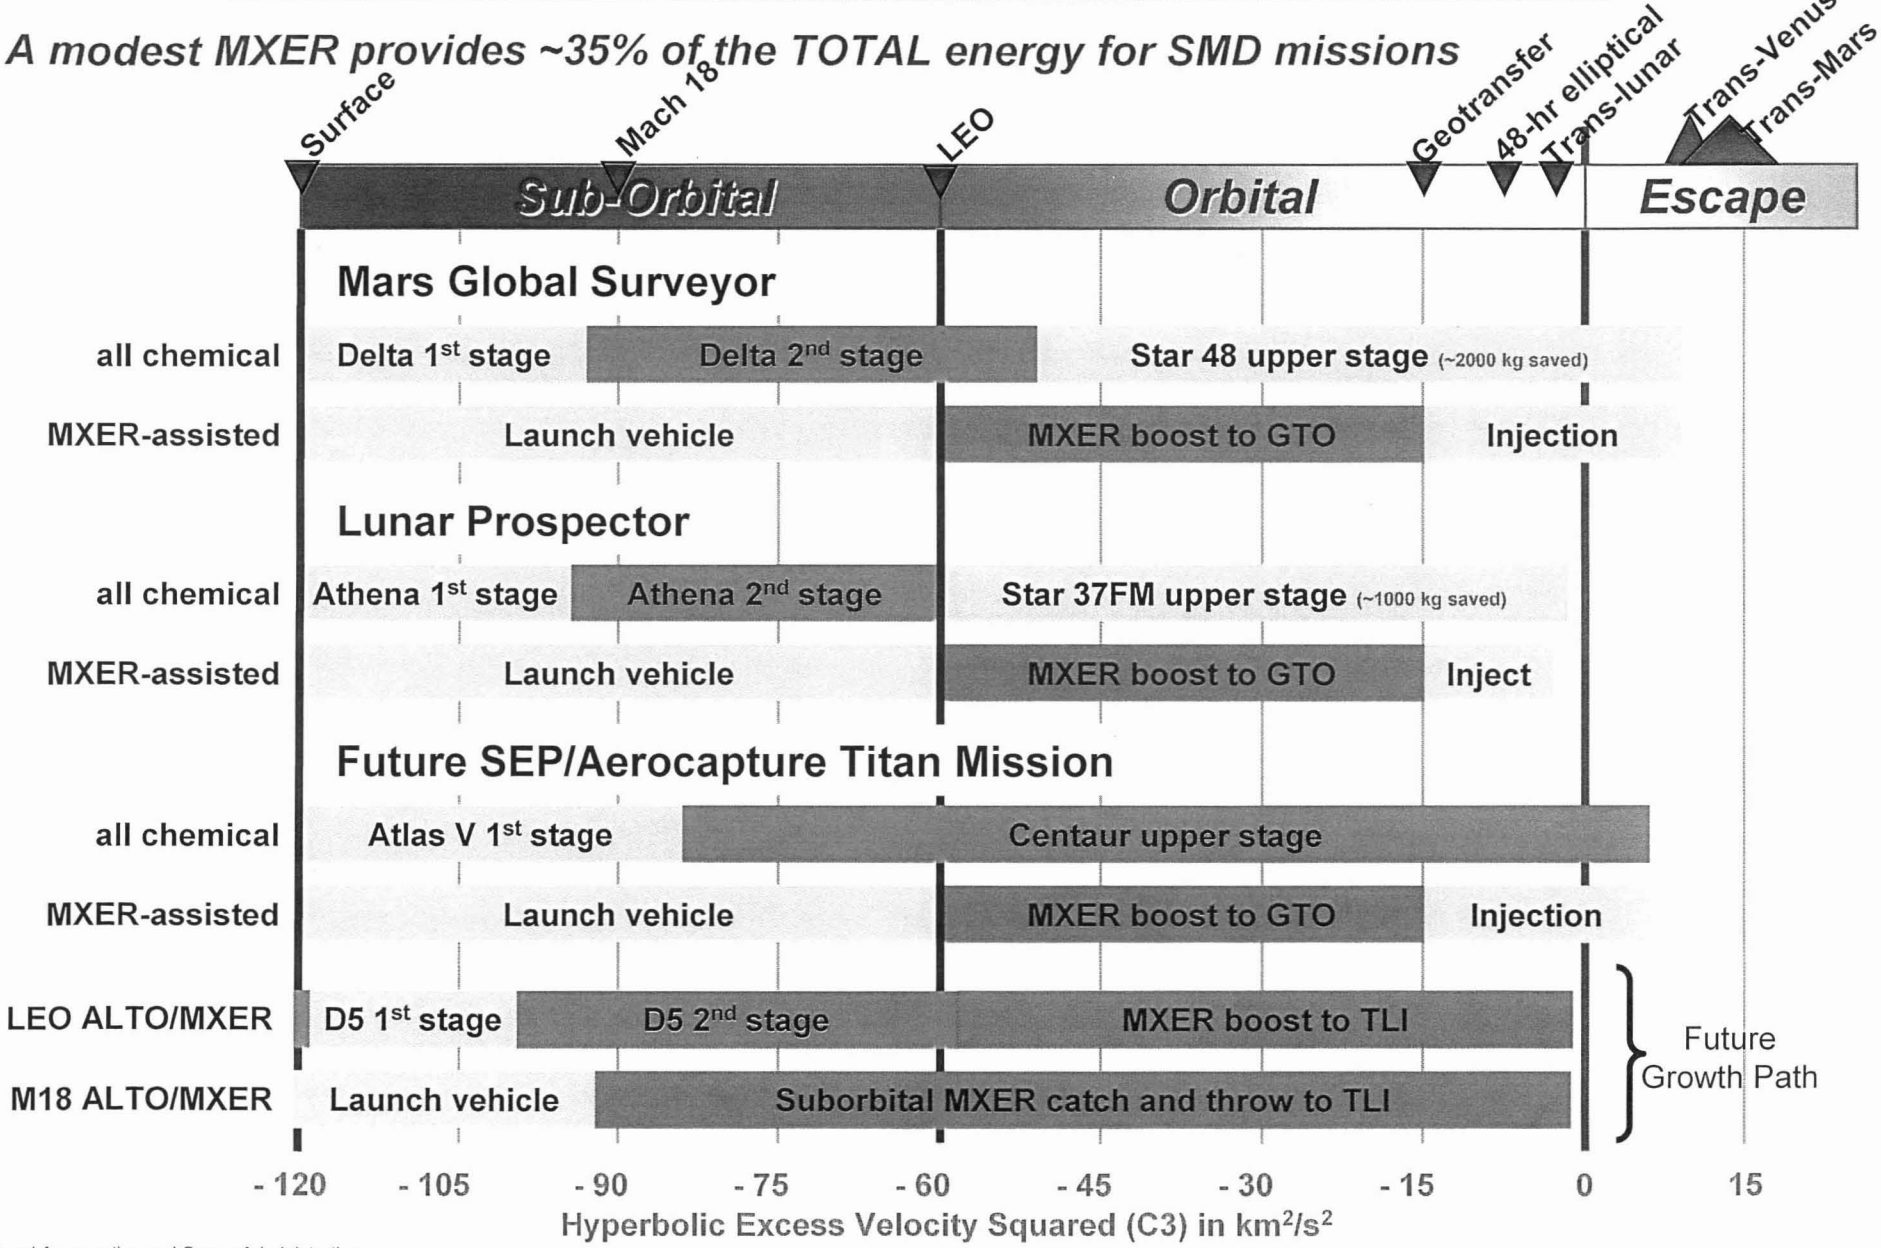 A modest MXER provides ~35% of the TOTAL energy for SMD missions
Surface
Mach 18
LEO
Geotransfer
48-hr elliptical
Trans-lunar
Trans-Venus
Trans-Mars
Sub-Orbital
Orbital
Escape
Mars Global Surveyor
all chemical
Delta 1st stage
Delta 2nd stage
Star 48 upper stage (~2000 kg saved)
MXER-assisted
Launch vehicle
MXER boost to GTO
Injection
Lunar Prospector
all chemical
Athena 1st stage
Athena 2nd stage
Star 37FM upper stage (~1000 kg saved)
MXER-assisted
Launch vehicle
MXER boost to GTO
Inject
Future SEP/Aerocapture Titan Mission
all chemical
Atlas V 1st stage
Centaur upper stage
MXER-assisted
Launch vehicle
MXER boost to GTO
Injection
LEO ALTO/MXER
D5 1st stage
D5 2nd stage
MXER boost to TLI
M18 ALTO/MXER
Launch vehicle
Suborbital MXER catch and throw to TLI
Future
Growth Path
- 120 - 105 - 90 - 75 - 60 - 45 - 30 - 15 0 15
Hyperbolic Excess Velocity Squared (C3) in km²/s²